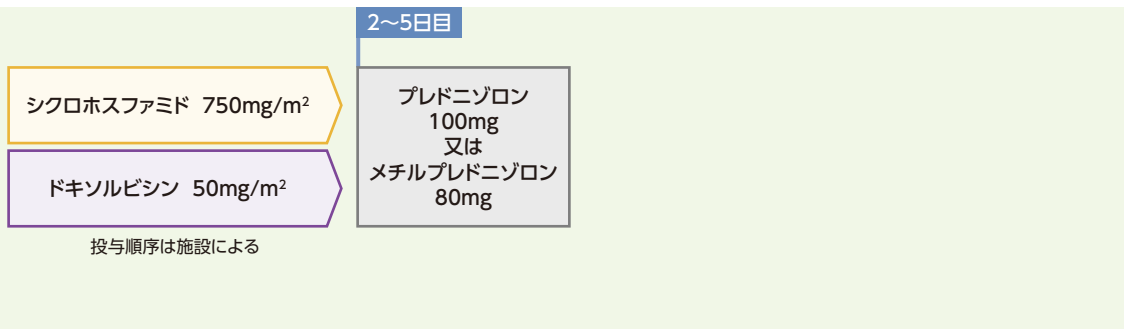 2～5日目
シクロホスファミド 750mg/m²
ドキソルビシン 50mg/m²
投与順序は施設による
プレドニゾロン
100mg
又は
メチルプレドニゾロン
80mg